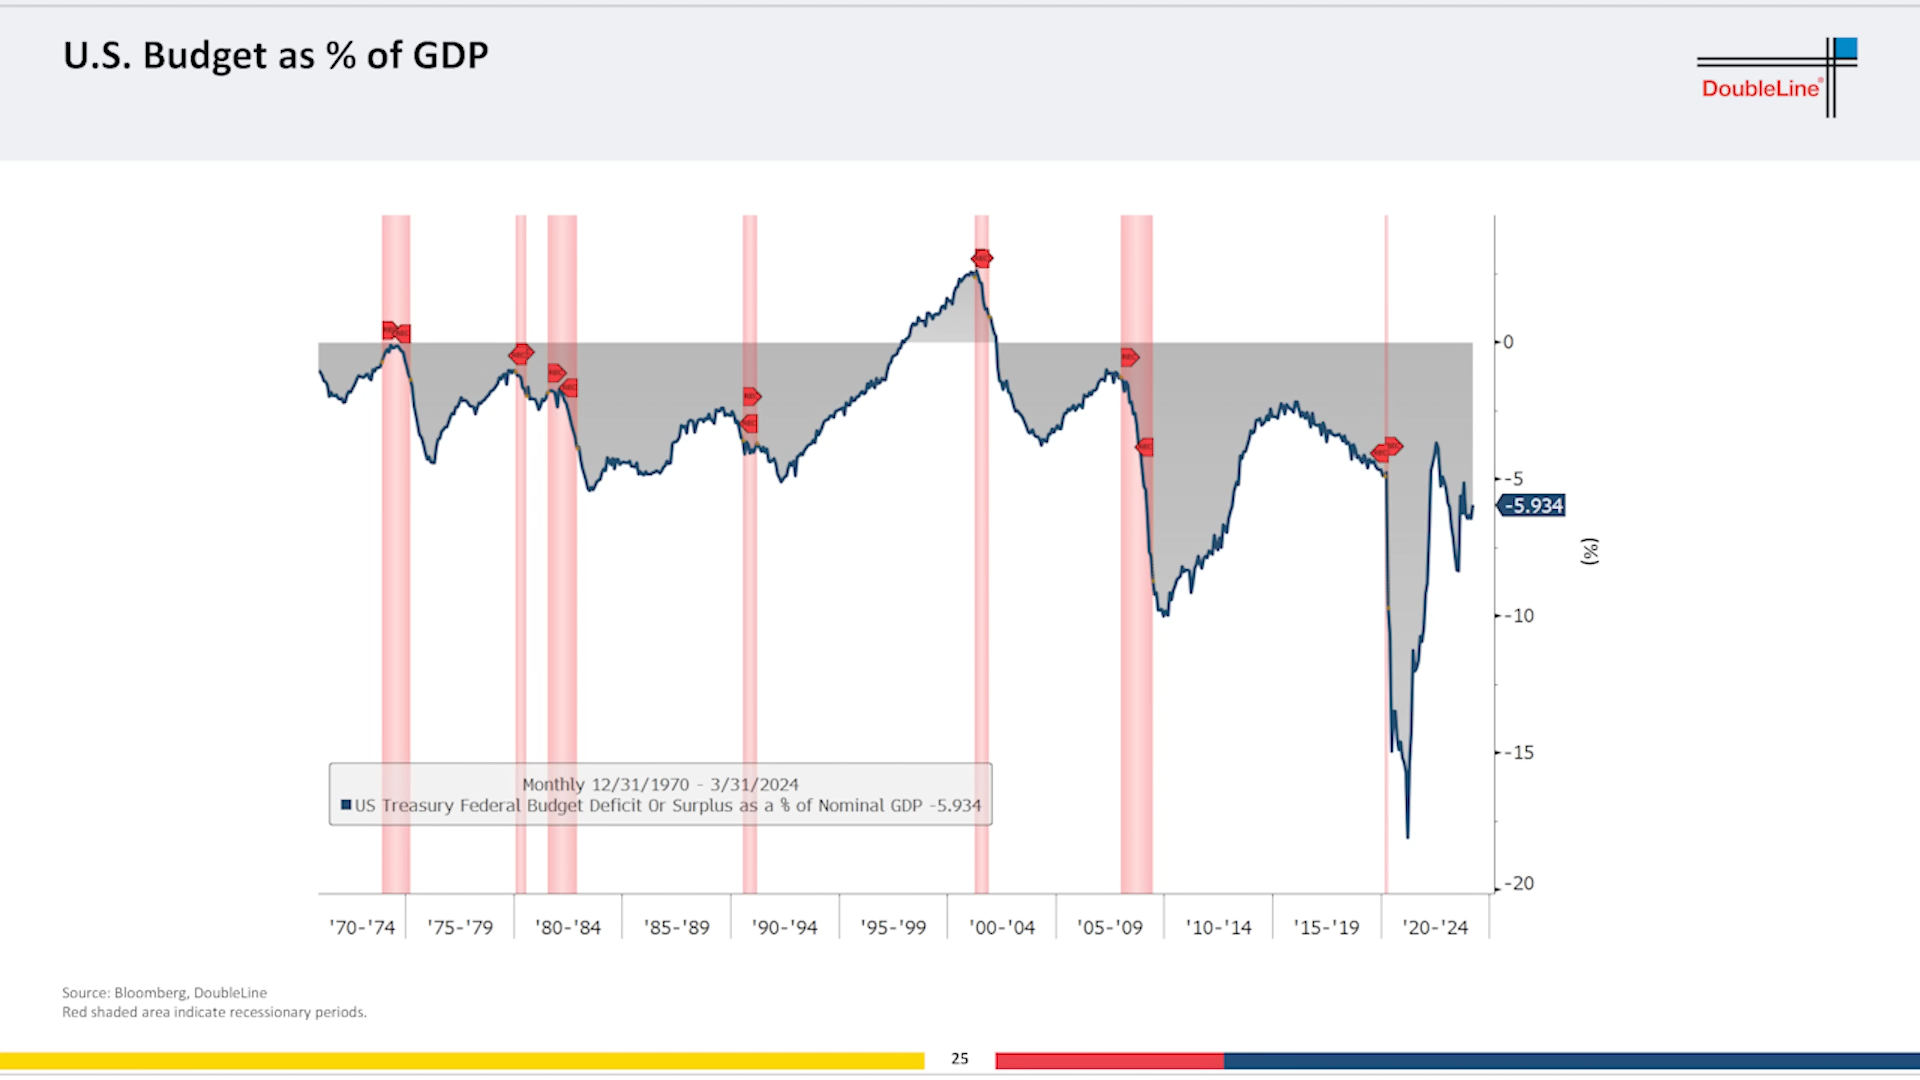 U.S. Budget as % of GDP
DoubleLine®
0
-5
-5.934
(%)
-10
-15
-20
Monthly 12/31/1970 - 3/31/2024
US Treasury Federal Budget Deficit Or Surplus as a % of Nominal GDP -5.934
'70-'74 '75-'79 '80-'84 '85-'89 '90-'94 '95-'99 '00-'04 '05-'09 '10-'14 '15-'19 '20-'24
Source: Bloomberg, DoubleLine
Red shaded area indicate recessionary periods.
25